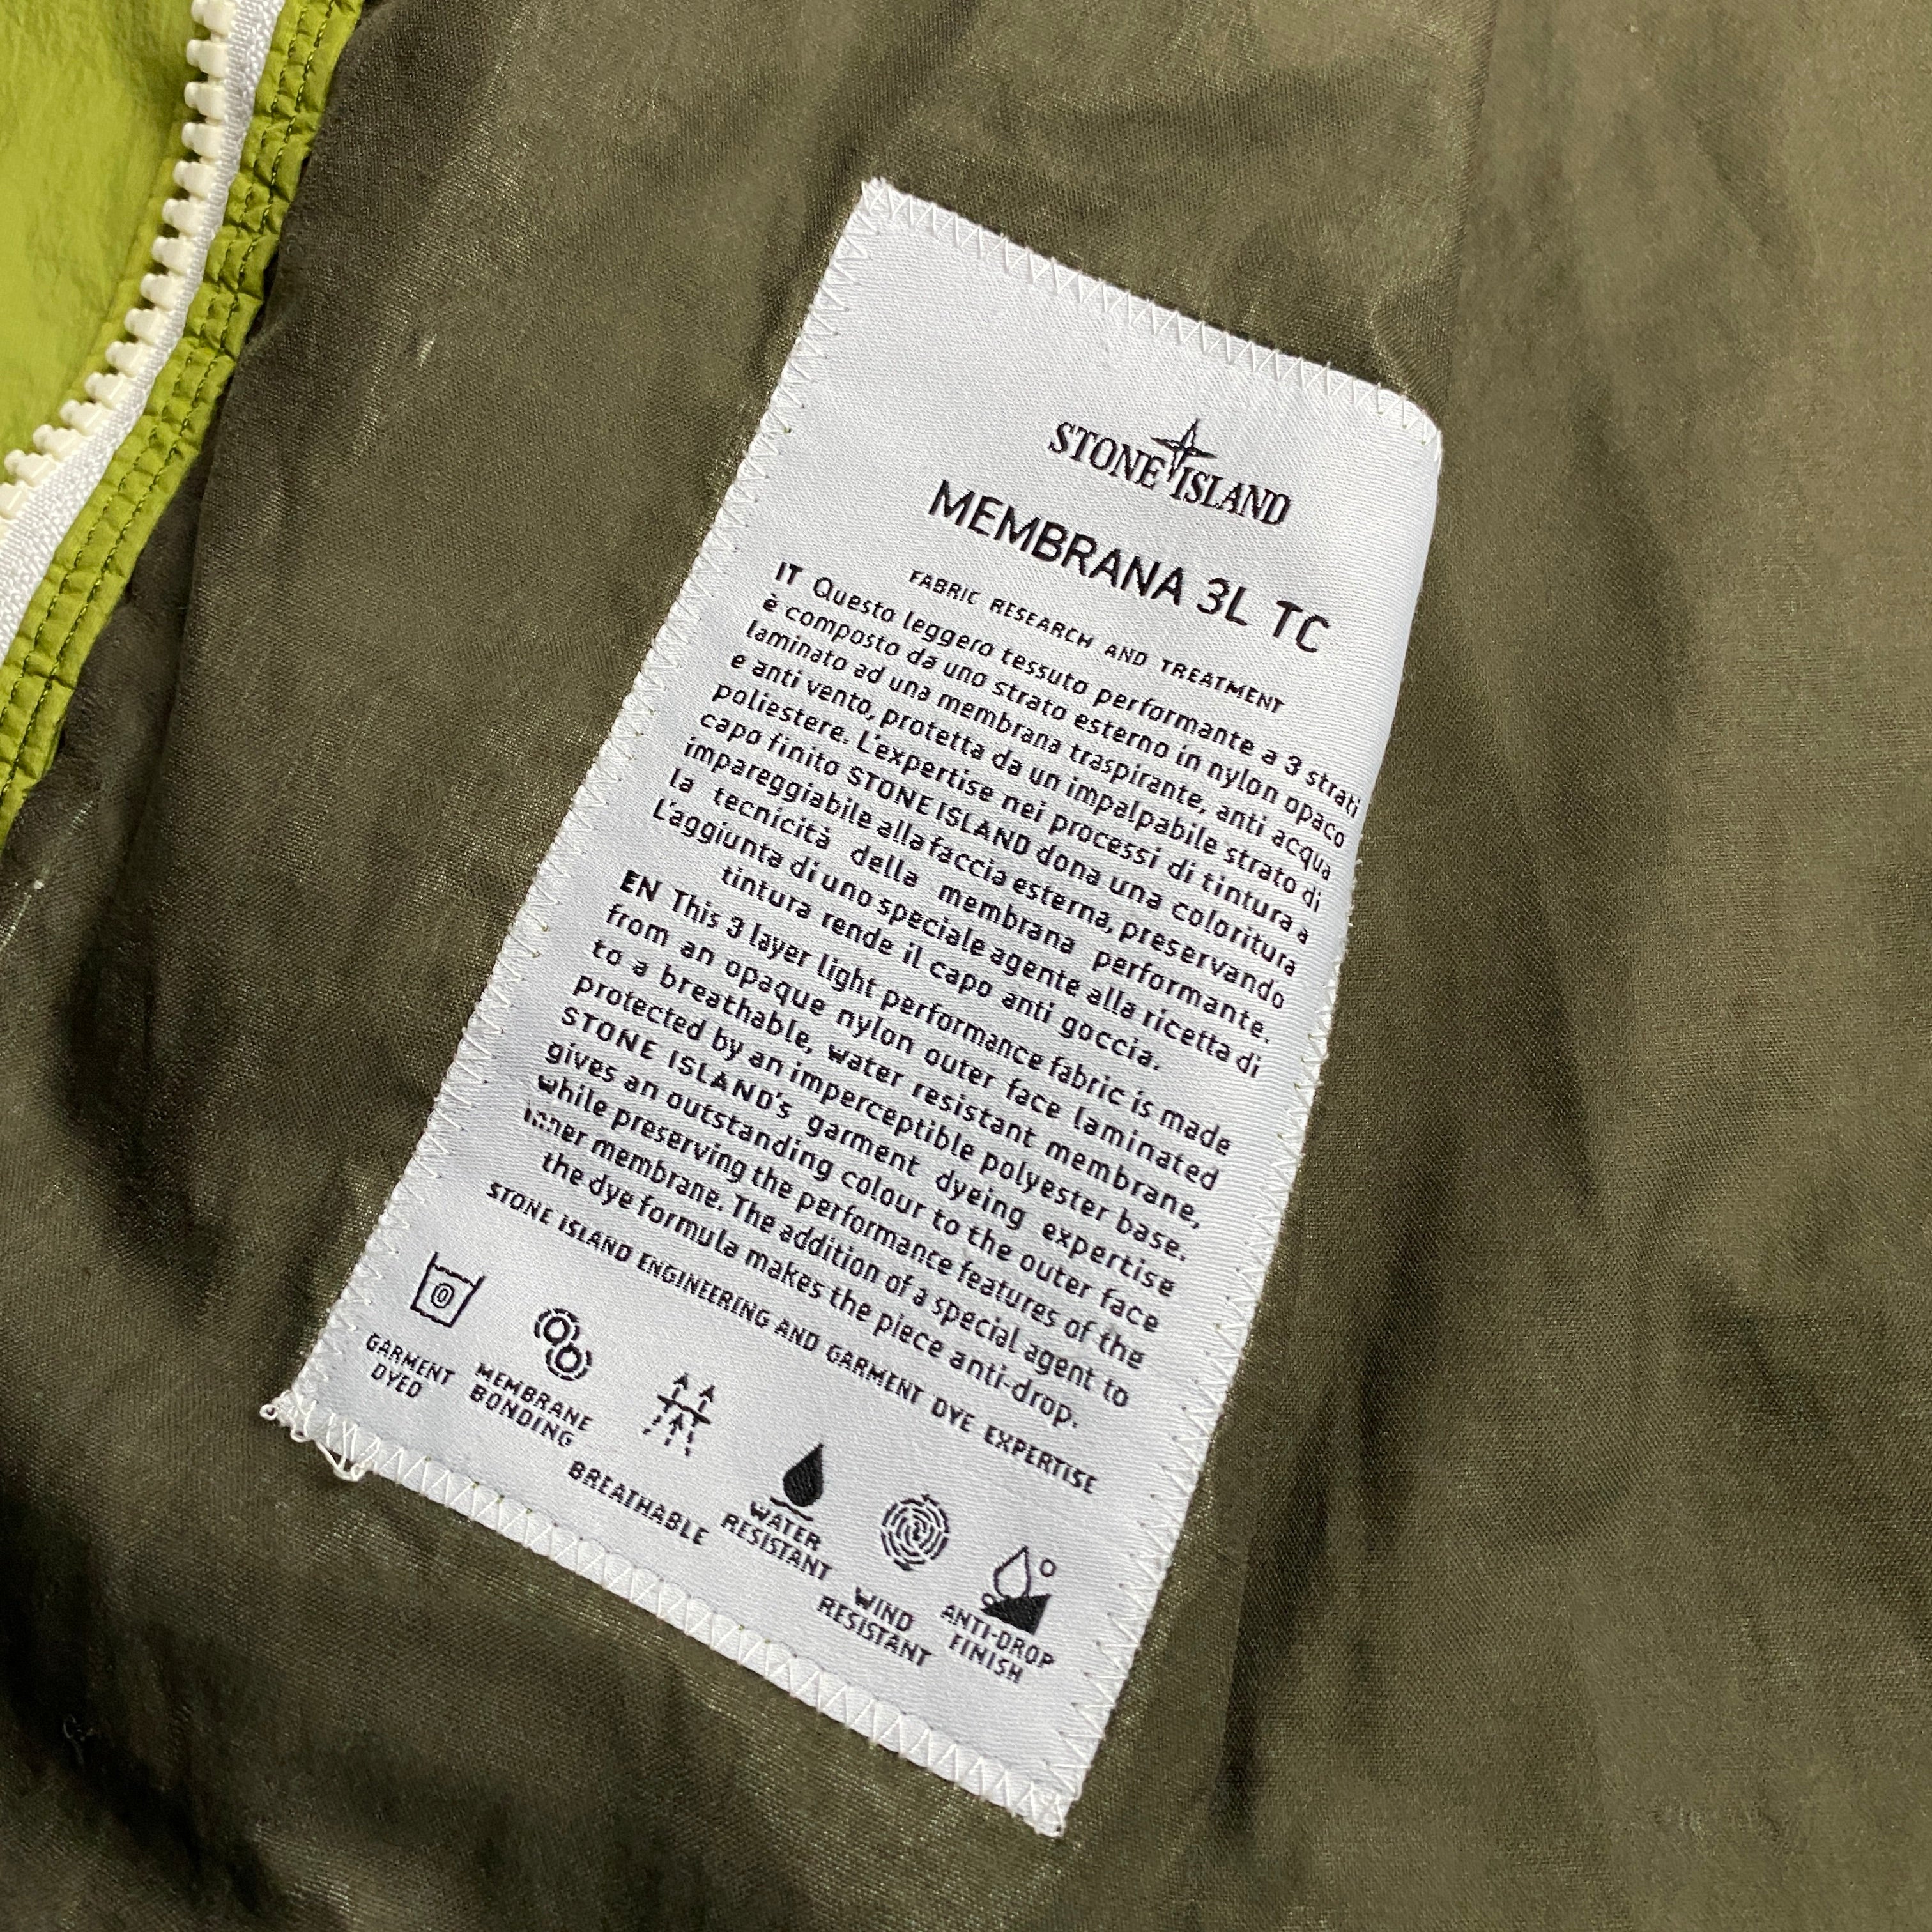 STONE ISLAND
MEMBRANA 3L TC
FABRIC RESEARCH AND TREATMENT
IT Questo leggero tessuto performante a 3 strati
è composto da uno strato esterno in nylon opaco
laminato ad una membrana traspirante, anti acqua
e anti vento, protetta da un impalpabile strato di
poliestere. L'expertise nei processi di tintura a
capo finito STONE ISLAND dona una coloritura
impareggiabile alla faccia esterna, preservando
la tecnicità della membrana performante.
L'aggiunta di uno speciale agente alla ricetta di
tintura rende il capo anti goccia.
EN This 3 layer light performance fabric is made
from an opaque nylon outer face laminated
to a breathable, water resistant membrane,
protected by an imperceptible polyester base.
STONE ISLAND's garment dyeing expertise
gives an outstanding colour to the outer face
while preserving the performance features of the
inner membrane. The addition of a special agent to
the dye formula makes the piece anti-drop.
STONE ISLAND ENGINEERING AND GARMENT DYE EXPERTISE
GARMENT
DYED
MEMBRANE
BONDING
BREATHABLE
WATER
RESISTANT
WIND
RESISTANT
ANTI-DROP
FINISH